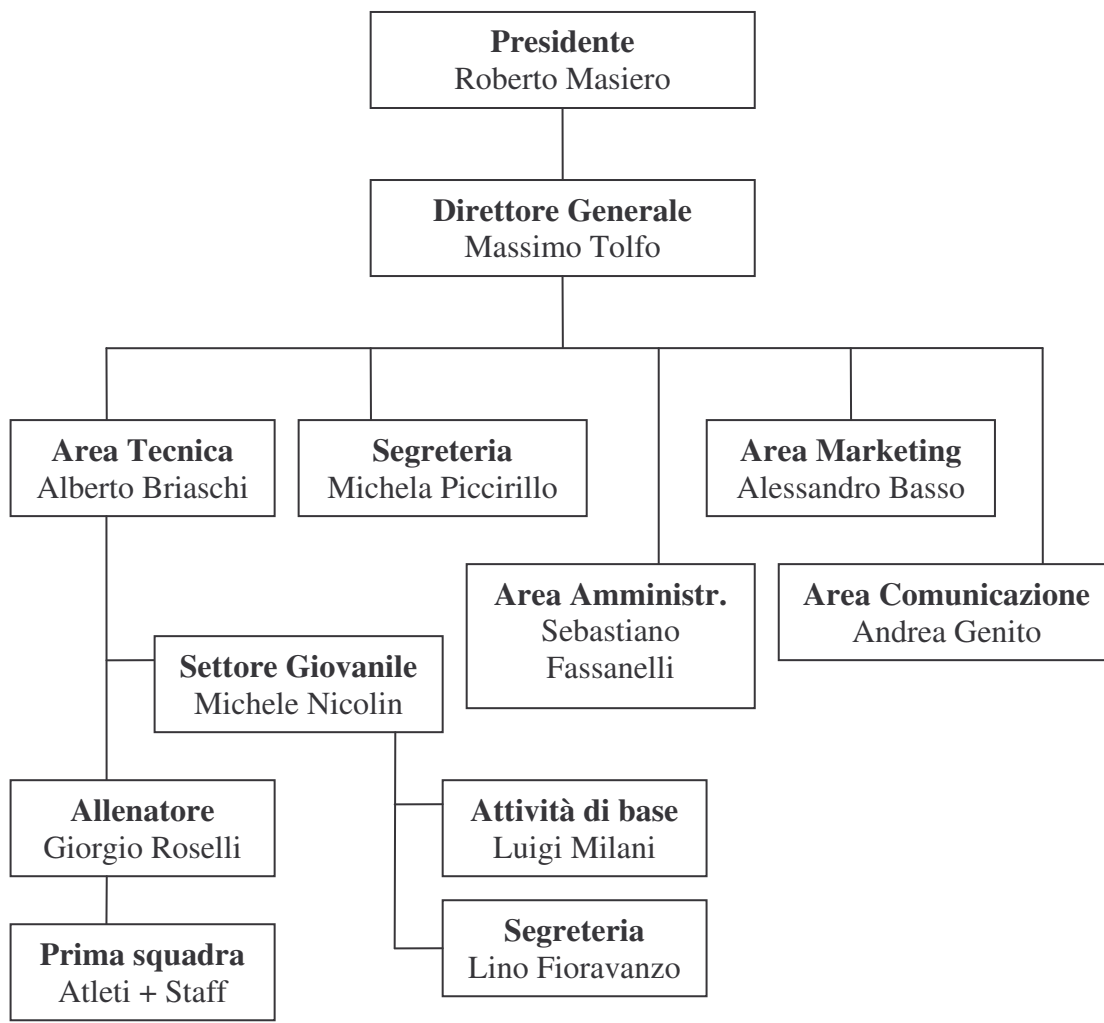 Presidente
Roberto Masiero
Direttore Generale
Massimo Tolfo
Area Tecnica
Alberto Briaschi
Segreteria
Michela Piccirillo
Area Marketing
Alessandro Basso
Area Amministr.
Sebastiano
Fassanelli
Area Comunicazione
Andrea Genito
Settore Giovanile
Michele Nicolin
Allenatore
Giorgio Roselli
Attività di base
Luigi Milani
Prima squadra
Atleti + Staff
Segreteria
Lino Fioravanzo